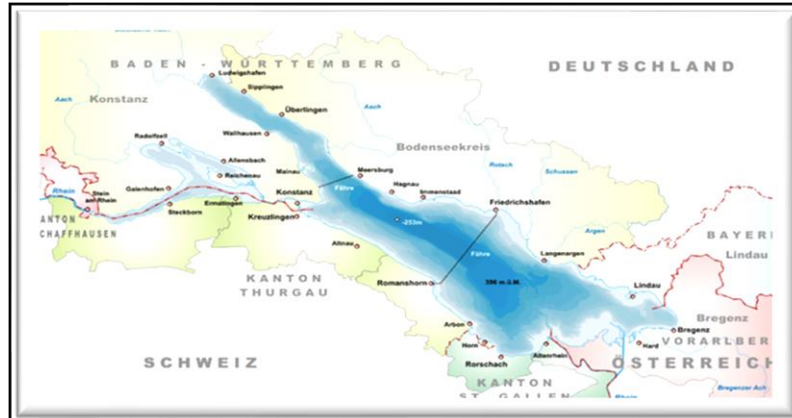 BADEN - WÜRTTEMBERG
DEUTSCHLAND
Ludwigshafen
Sipplingen
Aach
Konstanz
Überlingen
Aach
Radolfzell
Wallhausen
Bodenseekreis
Allensbach
Mainau
Meersburg
Rotach
Schussen
Reichenau
Hagnau
Immenstaad
Rhein
Stein am Rhein
Gaienhofen
Konstanz
Fähre
Friedrichshafen
ANTON
CHAFFHAUSEN
Steckborn
Ermatingen
Kreuzlingen
-253m
Argen
BAYERN
Altnau
Fähre
Langenargen
Lindau
KANTON
THURGAU
Romanshorn
Lindau
Arbon
Bregenz
Bregenz
Horn
Hard
VORARLBER
SCHWEIZ
Rorschach
Altenrhein
ÖSTERREICH
KANTON
ST. GALLEN
Rhein
Bregenzer Ach